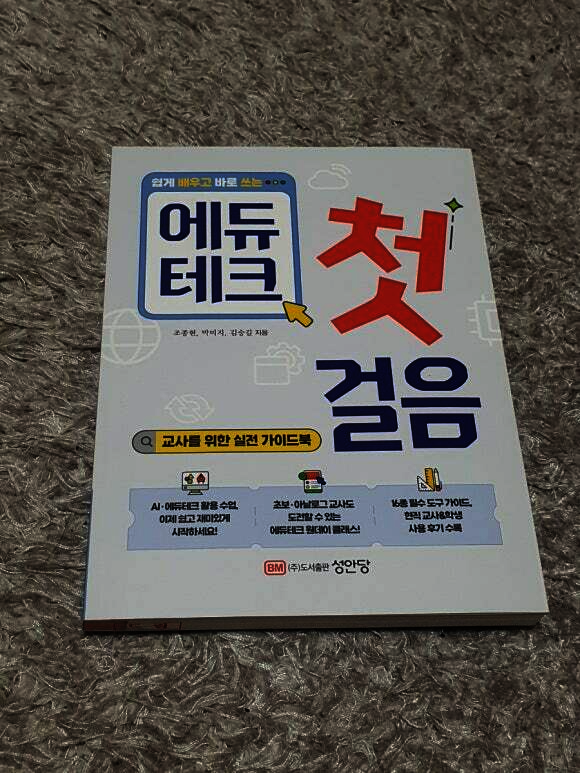 쉽게 배우고 바로 쓰는
에듀
테크
첫
걸음
조종현, 박미지, 김승길 지음
교사를 위한 실전 가이드북
AI·에듀테크 활용 수업,
이제 쉽고 재미있게
시작하세요!
초보·아날로그 교사도
도전할 수 있는
에듀테크 원데이 클래스!
16종 필수 도구 가이드,
현직 교사&학생
사용 후기 수록
BM (주)도서출판 성안당